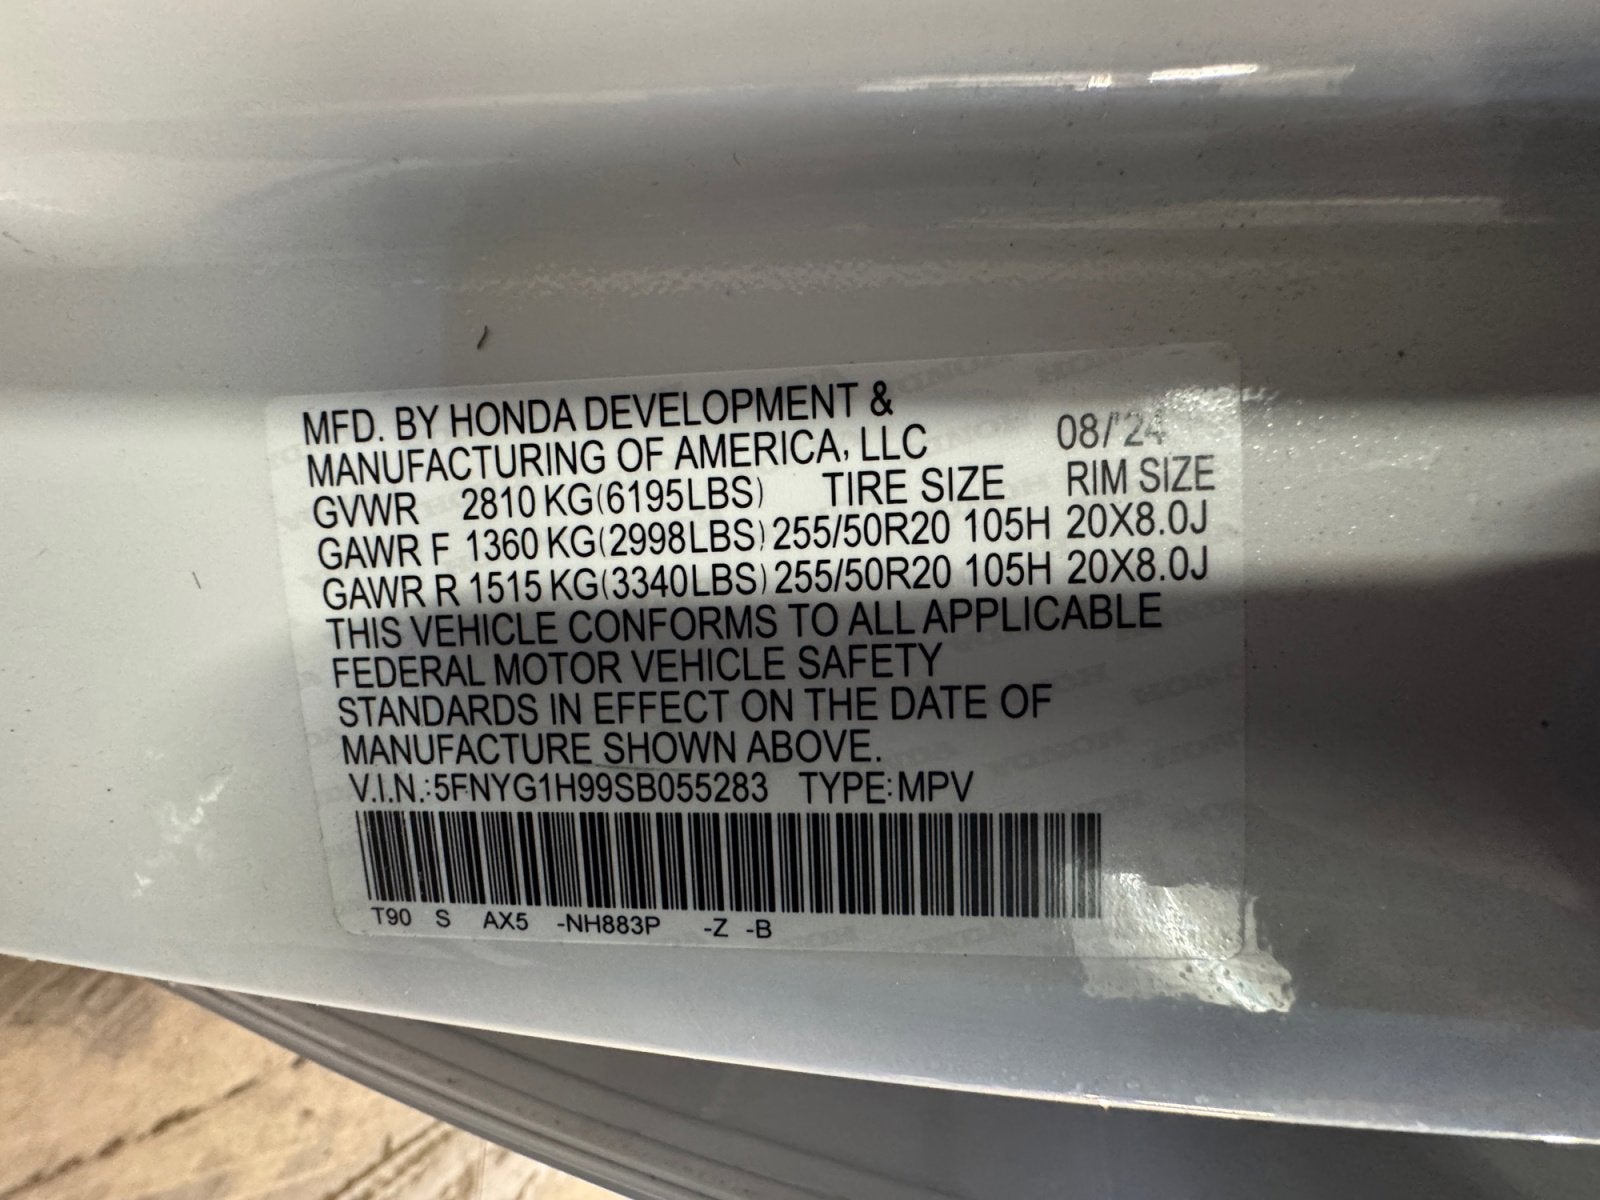 MFD. BY HONDA DEVELOPMENT &
MANUFACTURING OF AMERICA, LLC 08/'24
GVWR 2810 KG(6195LBS) TIRE SIZE RIM SIZE
GAWR F 1360 KG(2998LBS) 255/50R20 105H 20X8.0J
GAWR R 1515 KG(3340LBS) 255/50R20 105H 20X8.0J
THIS VEHICLE CONFORMS TO ALL APPLICABLE
FEDERAL MOTOR VEHICLE SAFETY
STANDARDS IN EFFECT ON THE DATE OF
MANUFACTURE SHOWN ABOVE.
V.I.N.:5FNYG1H99SB055283 TYPE:MPV
T90 S AX5 -NH883P -Z -B